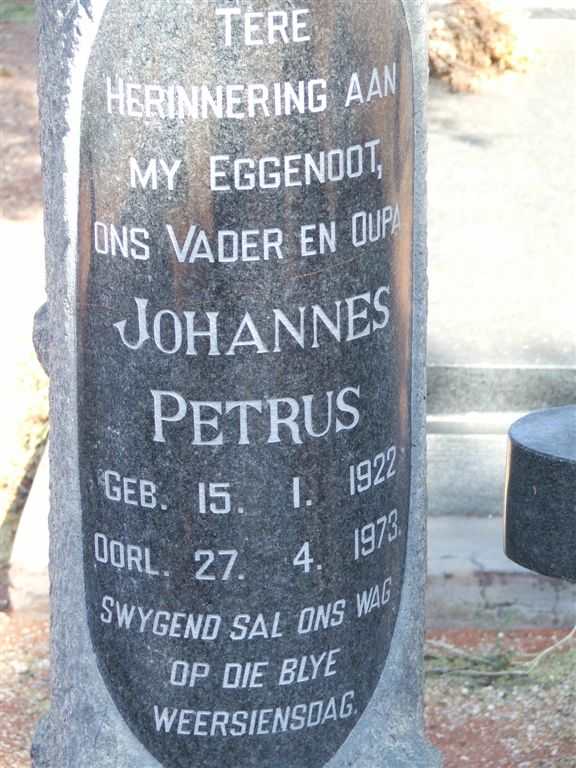 TERE
HERINNERING AAN
MY EGGENOOT,
ONS VADER EN OUPA
JOHANNES
PETRUS
GEB. 15. 1. 1922
OORL. 27. 4. 1973.
SWYGEND SAL ONS WAG
OP DIE BLYE
WEERSIENSDAG.